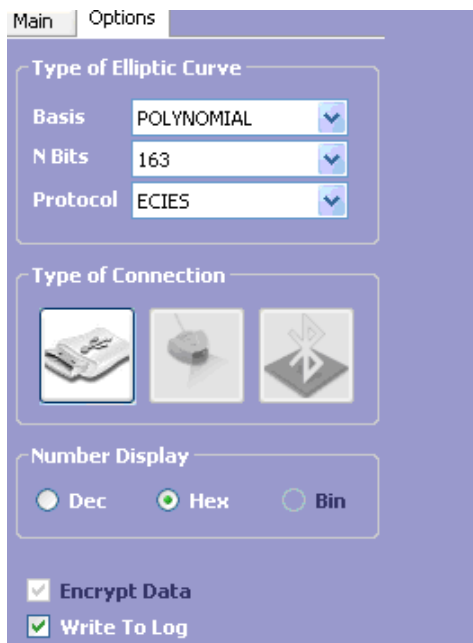 Main Options
Type of Elliptic Curve
Basis POLYNOMIAL
N Bits 163
Protocol ECIES
Type of Connection
Number Display
Dec Hex Bin
Encrypt Data
Write To Log